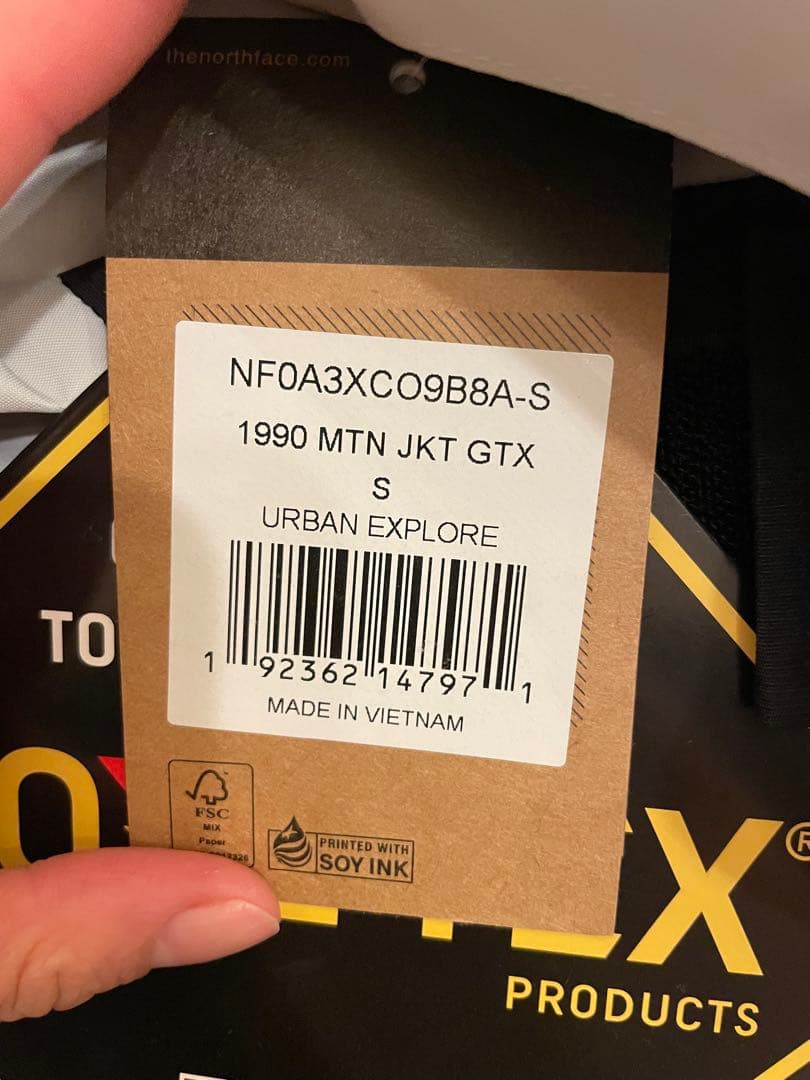 thenorthface.com
NF0A3XCO9B8A-S
1990 MTN JKT GTX
S
URBAN EXPLORE
1 92362 14797 1
MADE IN VIETNAM
FSC
MIX
Paper
PRINTED WITH
SOY INK
TO
EX®
PRODUCTS